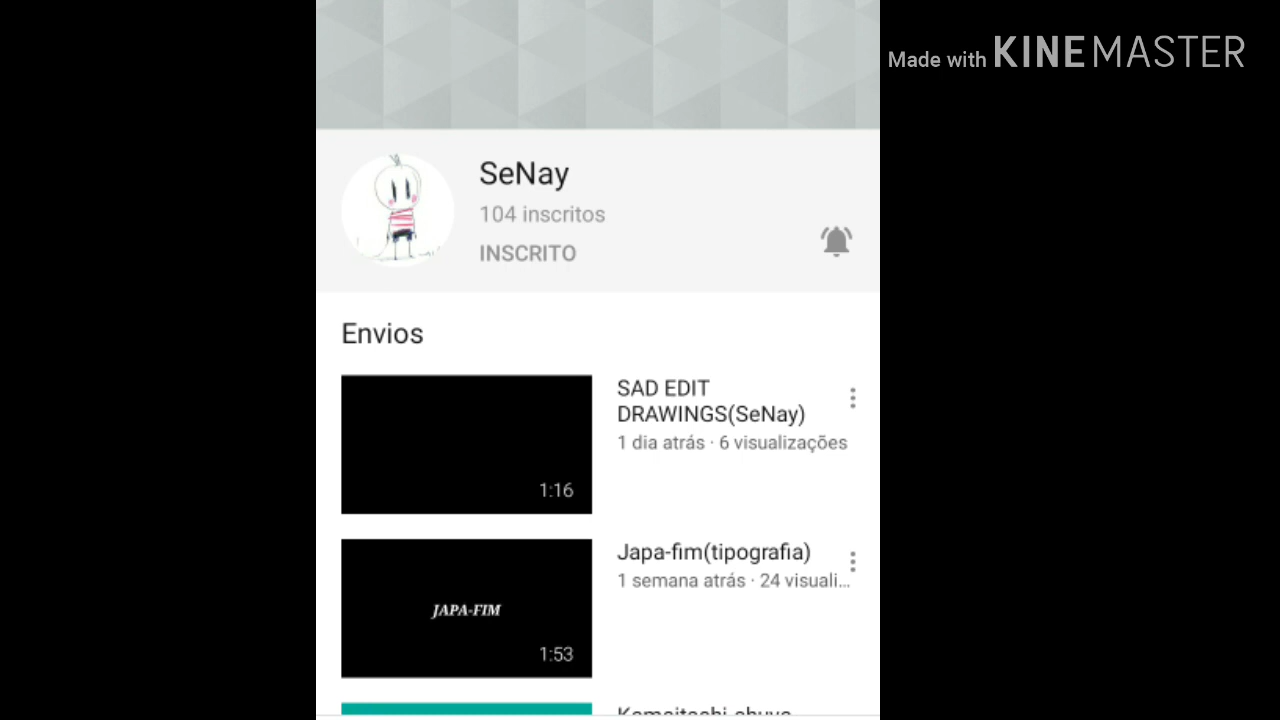 Made with KINEMASTER
SeNay
104 inscritos
INSCRITO
Envios
SAD EDIT
DRAWINGS(SeNay)
1 dia atrás · 6 visualizações
1:16
Japa-fim(tipografia)
1 semana atrás · 24 visuali...
JAPA-FIM
1:53